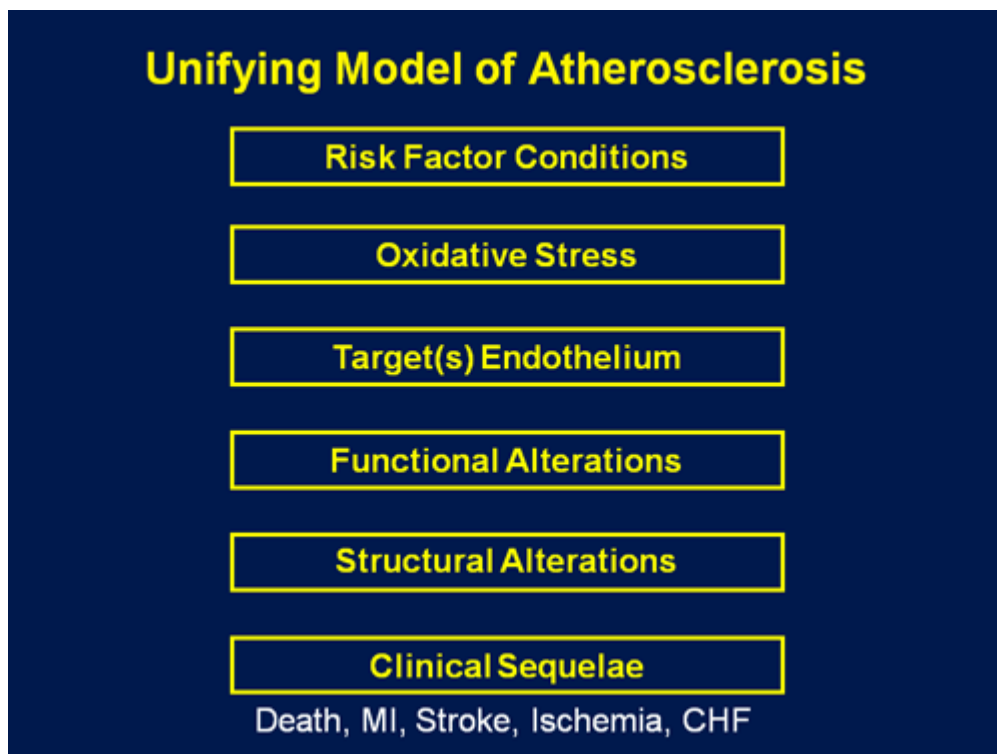 Unifying Model of Atherosclerosis
Risk Factor Conditions
Oxidative Stress
Target(s) Endothelium
Functional Alterations
Structural Alterations
Clinical Sequelae
Death, MI, Stroke, Ischemia, CHF